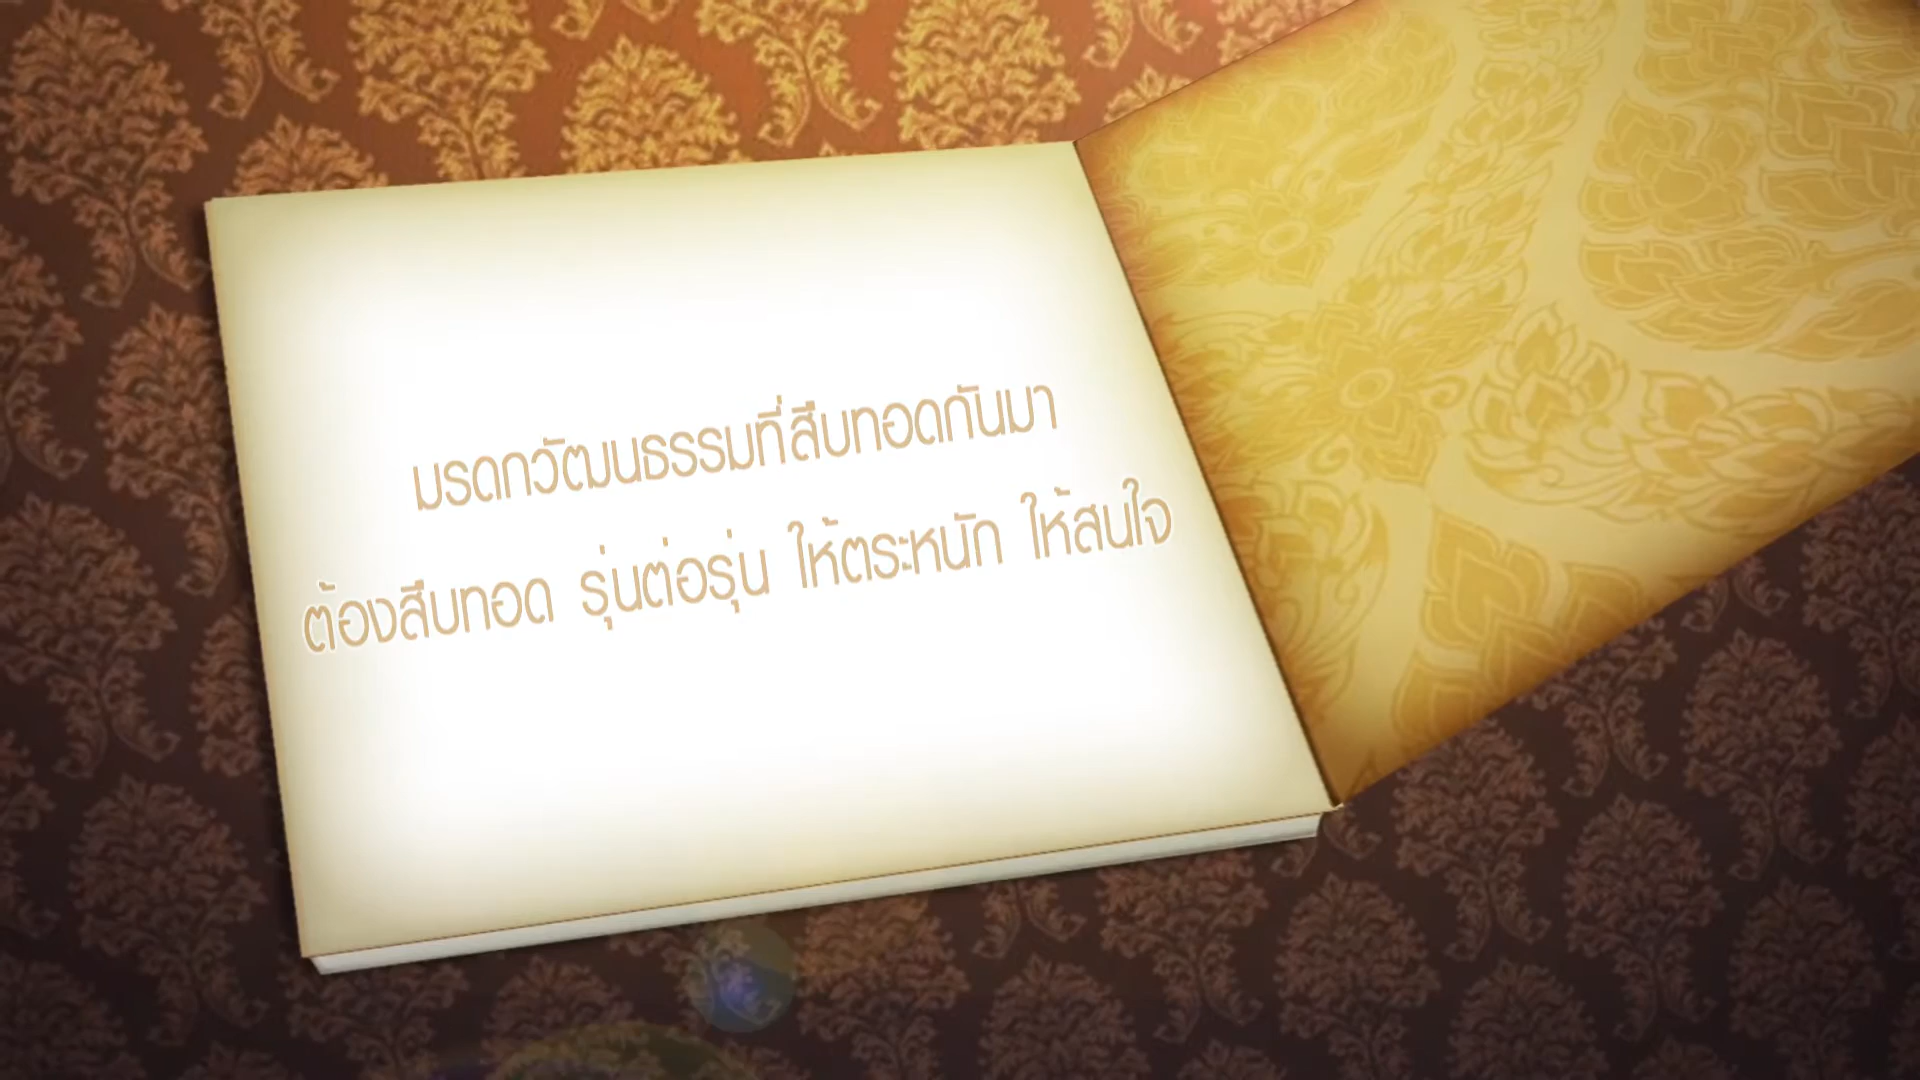 มรดกวัฒนธรรมที่สืบทอดกันมา
ต้องสืบทอด รุ่นต่อรุ่น ให้ตระหนัก ให้สนใจ